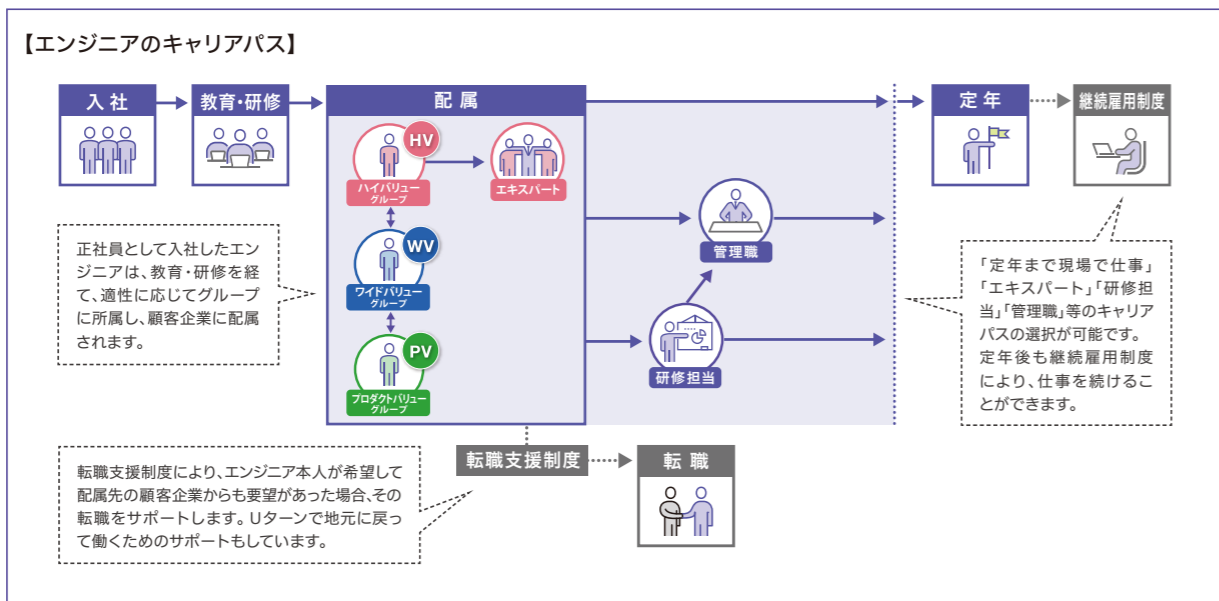 【エンジニアのキャリアパス】
入社
教育・研修
配属
定年
継続雇用制度
HV
ハイバリュー
グループ
エキスパート
WV
ワイドバリュー
グループ
PV
プロダクトバリュー
グループ
管理職
研修担当
正社員として入社したエン
ジニアは、教育・研修を経
て、適性に応じてグループ
に所属し、顧客企業に配属
されます。
「定年まで現場で仕事」
「エキスパート」「研修担
当」「管理職」等のキャリア
パスの選択が可能です。
定年後も継続雇用制度
により、仕事を続けるこ
とができます。
転職支援制度
転職
転職支援制度により、エンジニア本人が希望して
配属先の顧客企業からも要望があった場合、その
転職をサポートします。Uターンで地元に戻っ
て働くためのサポートもしています。